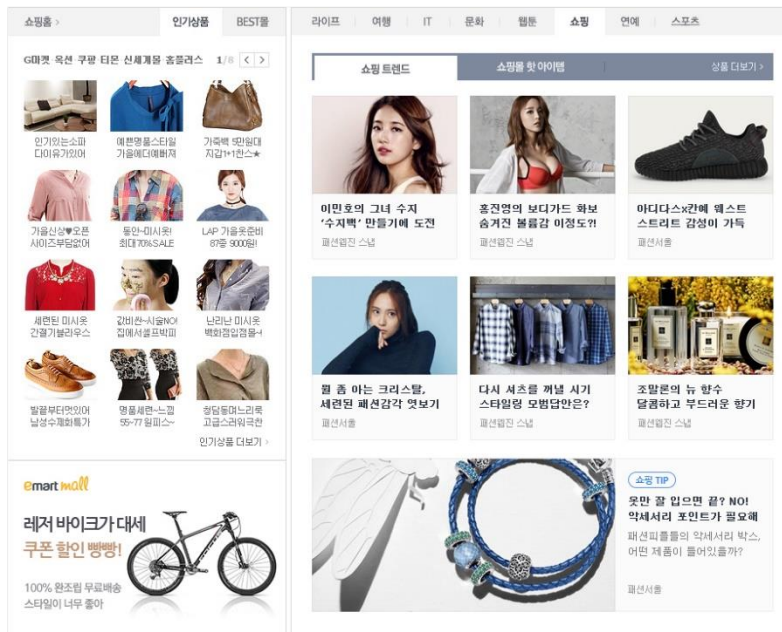 쇼핑홈 >
인기상품
BEST몰
G마켓 옥션 쿠팡 티몬 신세계몰 홈플러스 1/8 < >
인기있는소파
다이유가있어
예쁜명품스타일
가을에더예뻐져
가죽백 5만원대
지갑1+1찬스★
가을신상♥오픈
사이즈부담없어
동안~미시옷!
최대70%SALE
LAP 가을옷준비
87종 9000원!
세련된 미시옷
간절기블라우스
값비싼~시술NO!
집에서셀프박피
난리난 미시옷
백화점입점몰~!
발끝부터멋있어
남성수제화특가
명품세련~느낌
55~77 원피스~
청담동며느리룩
고급스러워극찬
인기상품 더보기 >
emart mall
레저 바이크가 대세
쿠폰 할인 빵빵!
100% 완조립 무료배송
스타일이 너무 좋아
라이프
여행
IT
문화
웹툰
쇼핑
연예
스포츠
쇼핑 트렌드
쇼핑몰 핫 아이템
상품 더보기 >
이민호의 그녀 수지
'수지백' 만들기에 도전
패션웹진 스냅
홍진영의 보디가드 화보
숨겨진 볼륨감 이정도?!
패션웹진 스냅
아디다스x칸예 웨스트
스트리트 감성이 가득
패션서울
뭘 좀 아는 크리스탈,
세련된 패션감각 엿보기
패션서울
다시 셔츠를 꺼낼 시기
스타일링 모범답안은?
패션웹진 스냅
조말론의 뉴 향수
달콤하고 부드러운 향기
패션웹진 스냅
쇼핑 TIP
옷만 잘 입으면 끝? NO!
악세서리 포인트가 필요해
패션피플들의 악세서리 박스,
어떤 제품이 들어있을까?
패션서울